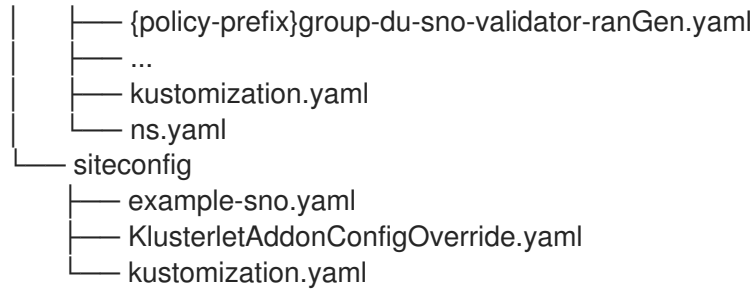 │   ├── {policy-prefix}group-du-sno-validator-ranGen.yaml
│   ├── ...
│   ├── kustomization.yaml
│   └── ns.yaml
└── siteconfig
    ├── example-sno.yaml
    ├── KlusterletAddonConfigOverride.yaml
    └── kustomization.yaml